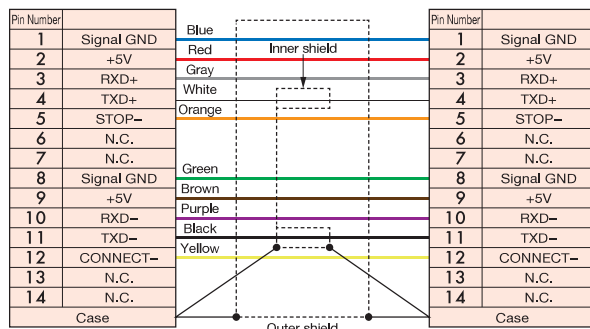 Pin Number Pin Number
1 Signal GND Blue 1 Signal GND
2 +5V Red Inner shield 2 +5V
3 RXD+ Gray 3 RXD+
4 TXD+ White 4 TXD+
5 STOP− Orange 5 STOP−
6 N.C. 6 N.C.
7 N.C. 7 N.C.
8 Signal GND Green 8 Signal GND
9 +5V Brown 9 +5V
10 RXD− Purple 10 RXD−
11 TXD− Black 11 TXD−
12 CONNECT− Yellow 12 CONNECT−
13 N.C. 13 N.C.
14 N.C. 14 N.C.
Case Case
Outer shield